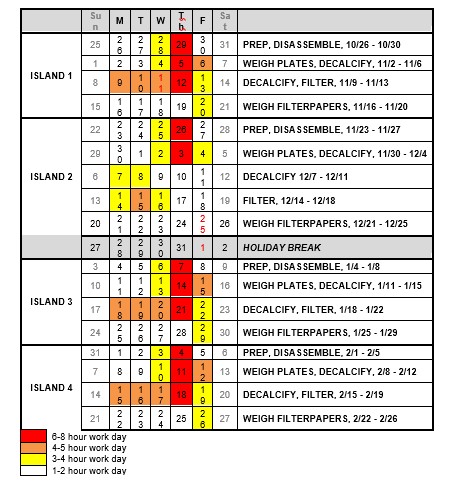 Sun M T W Th F Sat
ISLAND 1
25 26 27 28 29 30 31 PREP, DISASSEMBLE, 10/26 - 10/30
1 2 3 4 5 6 7 WEIGH PLATES, DECALCIFY, 11/2 - 11/6
8 9 10 11 12 13 14 DECALCIFY, FILTER, 11/9 - 11/13
15 16 17 18 19 20 21 WEIGH FILTERPAPERS, 11/16 - 11/20
ISLAND 2
22 23 24 25 26 27 28 PREP, DISASSEMBLE, 11/23 - 11/27
29 30 1 2 3 4 5 WEIGH PLATES, DECALCIFY, 11/30 - 12/4
6 7 8 9 10 11 12 DECALCIFY 12/7 - 12/11
13 14 15 16 17 18 19 FILTER, 12/14 - 12/18
20 21 22 23 24 25 26 WEIGH FILTERPAPERS, 12/21 - 12/25
27 28 29 30 31 1 2 HOLIDAY BREAK
ISLAND 3
3 4 5 6 7 8 9 PREP, DISASSEMBLE, 1/4 - 1/8
10 11 12 13 14 15 16 WEIGH PLATES, DECALCIFY, 1/11 - 1/15
17 18 19 20 21 22 23 DECALCIFY, FILTER, 1/18 - 1/22
24 25 26 27 28 29 30 WEIGH FILTERPAPERS, 1/25 - 1/29
ISLAND 4
31 1 2 3 4 5 6 PREP, DISASSEMBLE, 2/1 - 2/5
7 8 9 10 11 12 13 WEIGH PLATES, DECALCIFY, 2/8 - 2/12
14 15 16 17 18 19 20 DECALCIFY, FILTER, 2/15 - 2/19
21 22 23 24 25 26 27 WEIGH FILTERPAPERS, 2/22 - 2/26
6-8 hour work day
4-5 hour work day
3-4 hour work day
1-2 hour work day